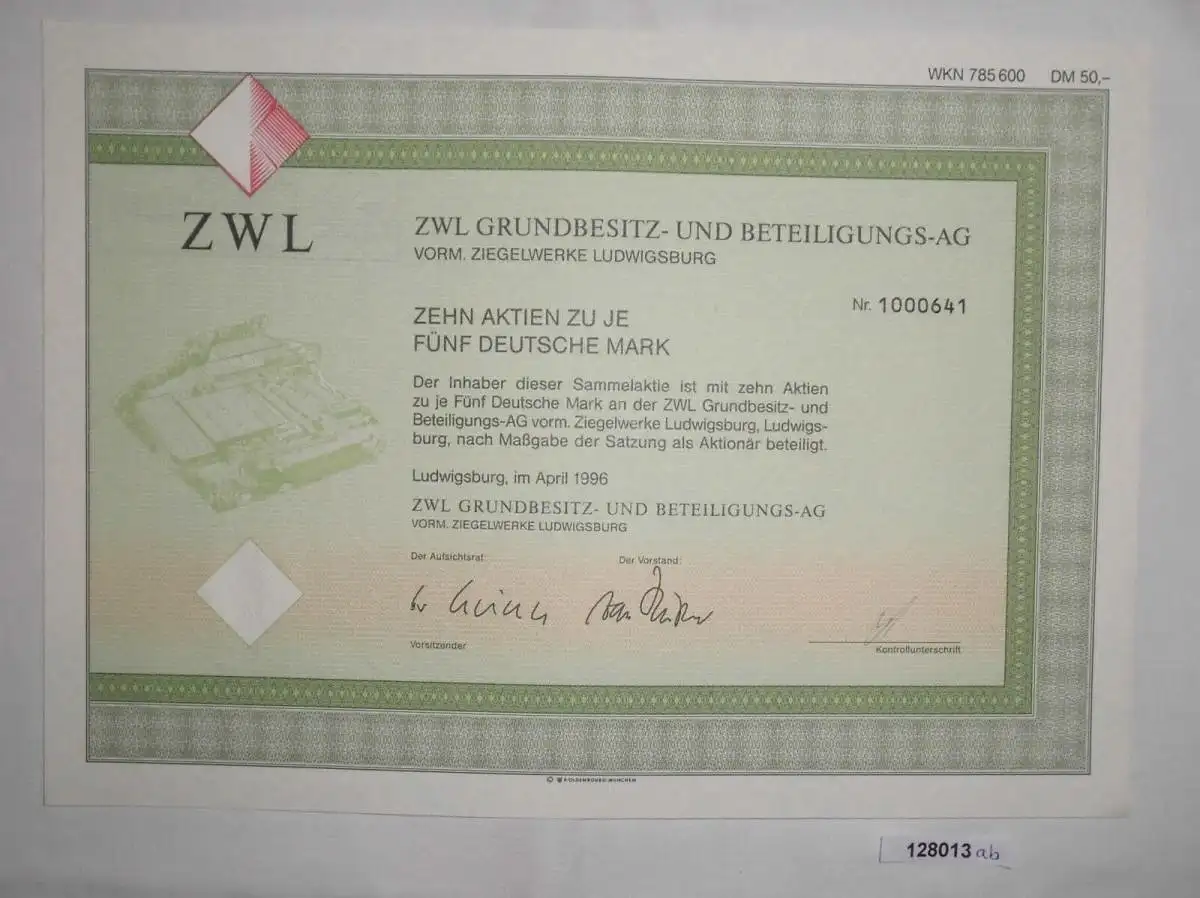 WKN 785600 DM 50,–
ZWL
ZWL GRUNDBESITZ- UND BETEILIGUNGS-AG
VORM. ZIEGELWERKE LUDWIGSBURG
Nr. 1000641
ZEHN AKTIEN ZU JE
FÜNF DEUTSCHE MARK
Der Inhaber dieser Sammelaktie ist mit zehn Aktien
zu je Fünf Deutsche Mark an der ZWL Grundbesitz- und
Beteiligungs-AG vorm. Ziegelwerke Ludwigsburg, Ludwigs-
burg, nach Maßgabe der Satzung als Aktionär beteiligt.
Ludwigsburg, im April 1996
ZWL GRUNDBESITZ- UND BETEILIGUNGS-AG
VORM. ZIEGELWERKE LUDWIGSBURG
Der Aufsichtsrat: Der Vorstand:
Vorsitzender
Kontrollunterschrift
© R. OLDENBOURG MÜNCHEN
128013 ab